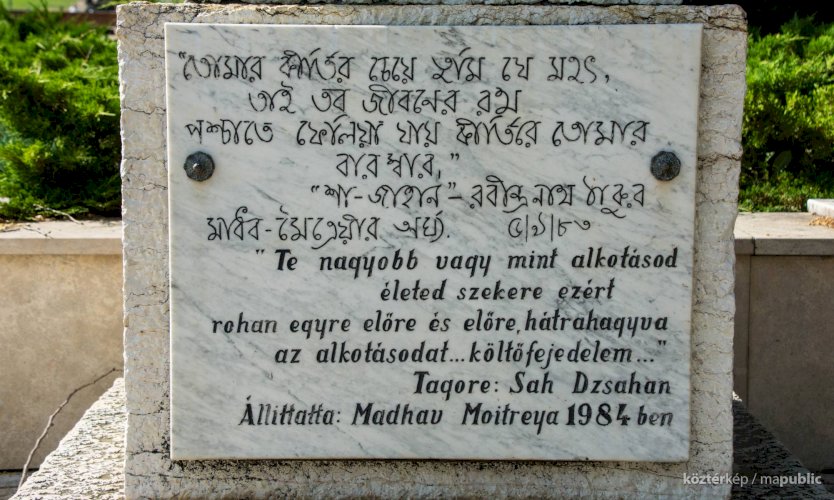 “তোমার কীর্তির চেয়ে তুমি যে মহৎ,
তাই তব জীবনের রথ
পশ্চাতে ফেলিয়া যায় কীর্তিরে তোমার
বারম্বার,”
“শা-জাহান”– রবীন্দ্রনাথ ঠাকুর
মাধব-মৈত্রেয়ীর অর্ঘ্য.
"Te nagyobb vagy mint alkotásod
életed szekere ezért
rohan egyre előre és előre, hátrahagyva
az alkotásodat...költőfejedelem..."
Tagore: Sah Dzsahan
Állíttatta: Madhav Moitreya 1984 ben
köztérkép / mapublic